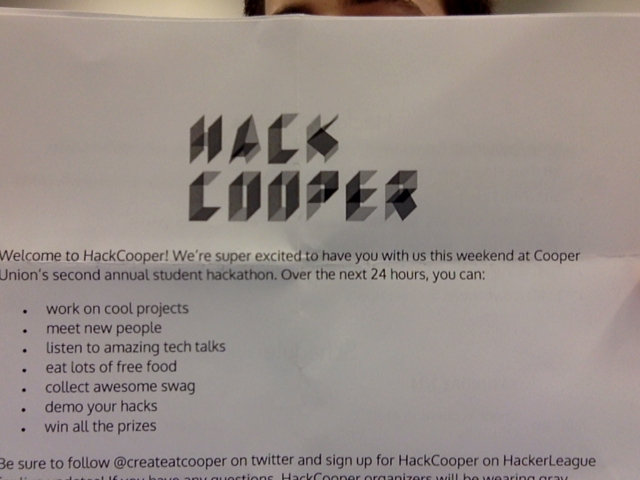 HACK
COOPER
Welcome to HackCooper! We're super excited to have you with us this weekend at Cooper
Union's second annual student hackathon. Over the next 24 hours, you can:
• work on cool projects
• meet new people
• listen to amazing tech talks
• eat lots of free food
• collect awesome swag
• demo your hacks
• win all the prizes
Be sure to follow @createatcooper on twitter and sign up for HackCooper on HackerLeague
updates! If you have any questions, HackCooper organizers will be wearing gray